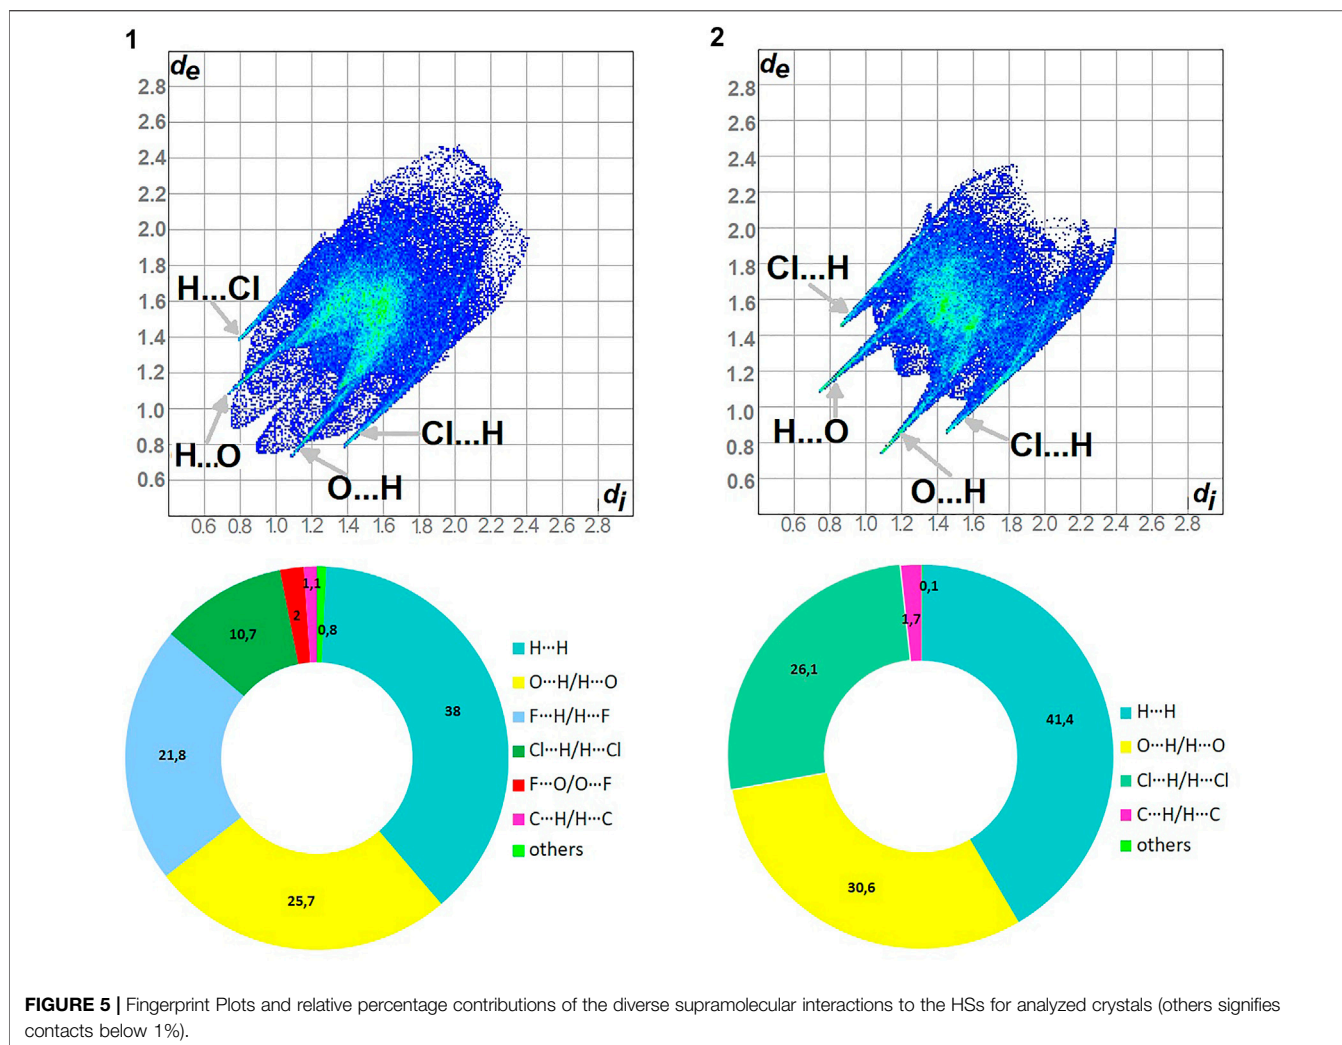 1
de
2.8
2.6
2.4
2.2
2.0
1.8
1.6
1.4
1.2
1.0
0.8
0.6
H...Cl
H...O
O...H
Cl...H
di
0.6 0.8 1.0 1.2 1.4 1.6 1.8 2.0 2.2 2.4 2.6 2.8
2
de
2.8
2.6
2.4
2.2
2.0
1.8
1.6
1.4
1.2
1.0
0.8
0.6
Cl...H
H...O
O...H
Cl...H
di
0.6 0.8 1.0 1.2 1.4 1.6 1.8 2.0 2.2 2.4 2.6 2.8
1,1
2
0,8
10,7
38
21,8
25,7
H···H
O···H/H···O
F···H/H···F
Cl···H/H···Cl
F···O/O···F
C···H/H···C
others
0,1
1,7
26,1
41,4
30,6
H···H
O···H/H···O
Cl···H/H···Cl
C···H/H···C
others
FIGURE 5 | Fingerprint Plots and relative percentage contributions of the diverse supramolecular interactions to the HSs for analyzed crystals (others signifies
contacts below 1%).